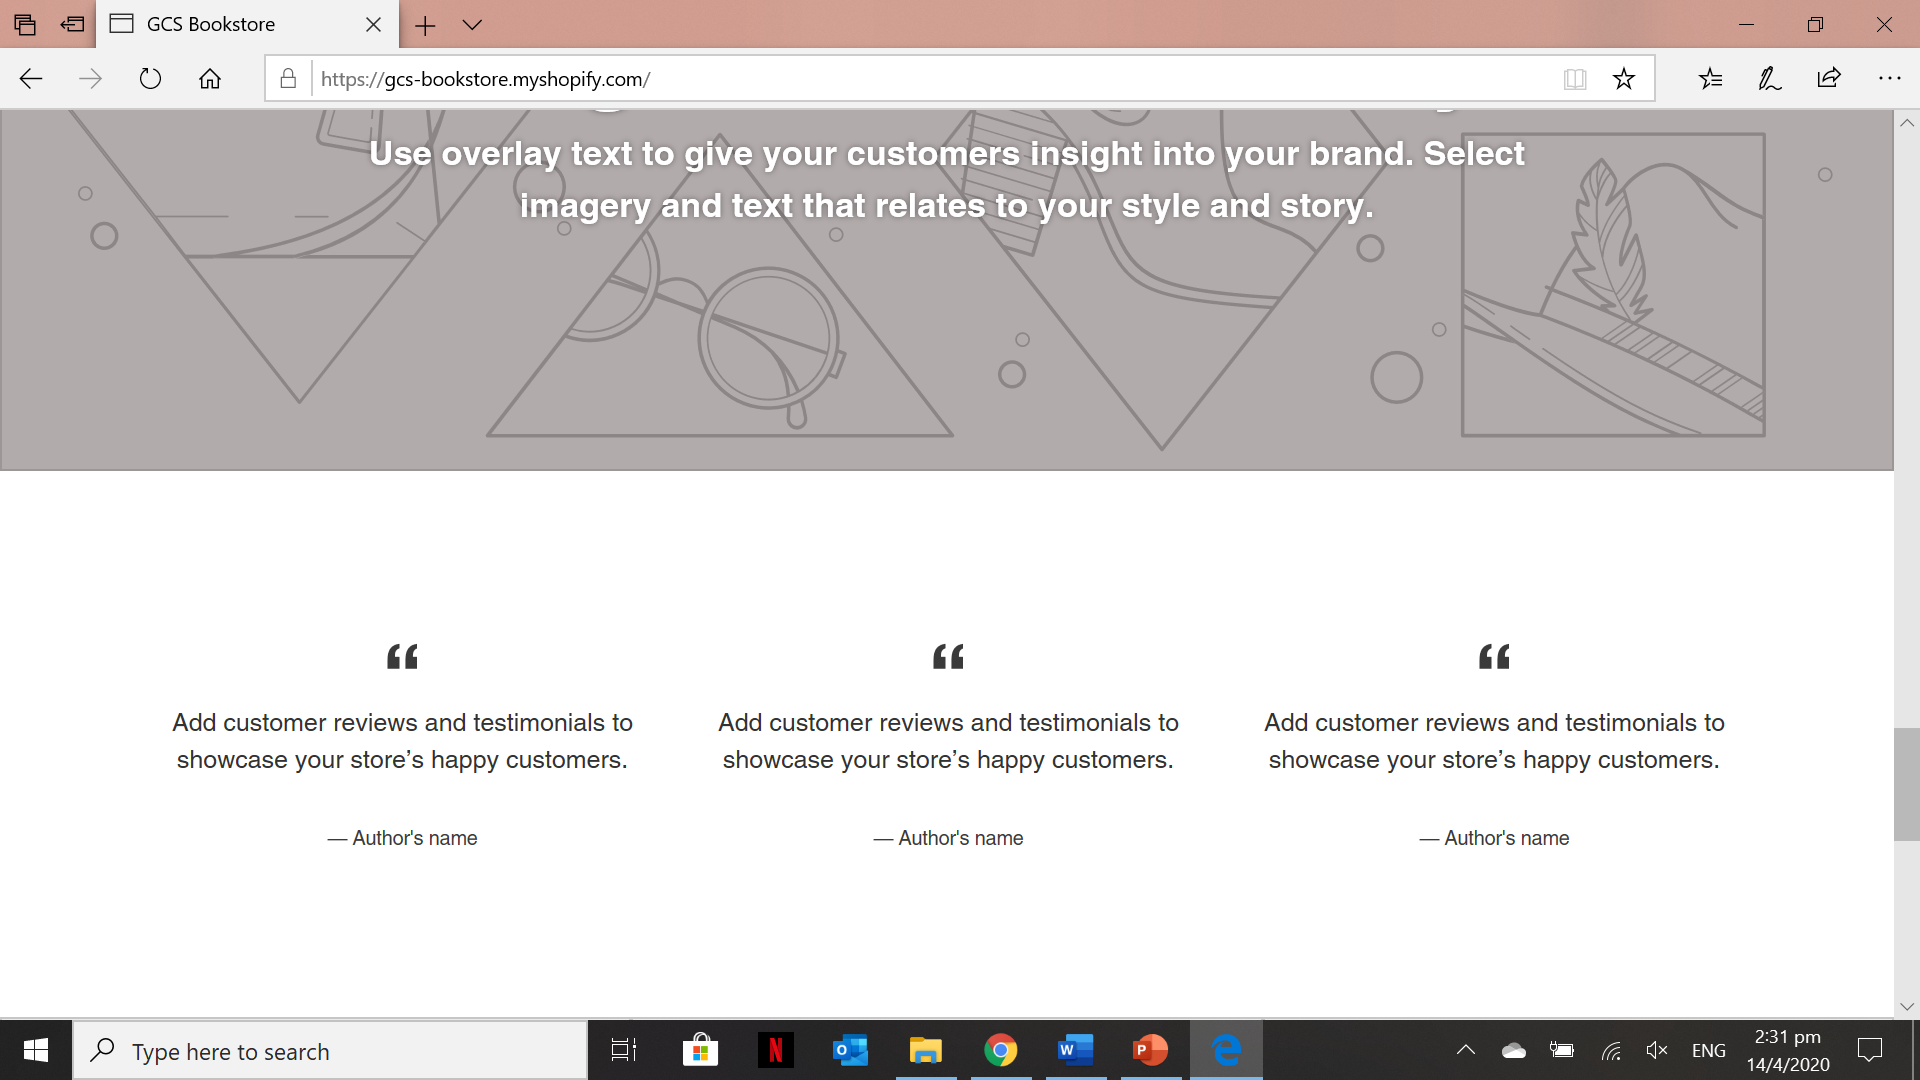 GCS Bookstore
https://gcs-bookstore.myshopify.com/
Use overlay text to give your customers insight into your brand. Select
imagery and text that relates to your style and story.
“
Add customer reviews and testimonials to
showcase your store’s happy customers.
— Author's name
“
Add customer reviews and testimonials to
showcase your store’s happy customers.
— Author's name
“
Add customer reviews and testimonials to
showcase your store’s happy customers.
— Author's name
Type here to search
N
O
W
P
ENG
2:31 pm
14/4/2020